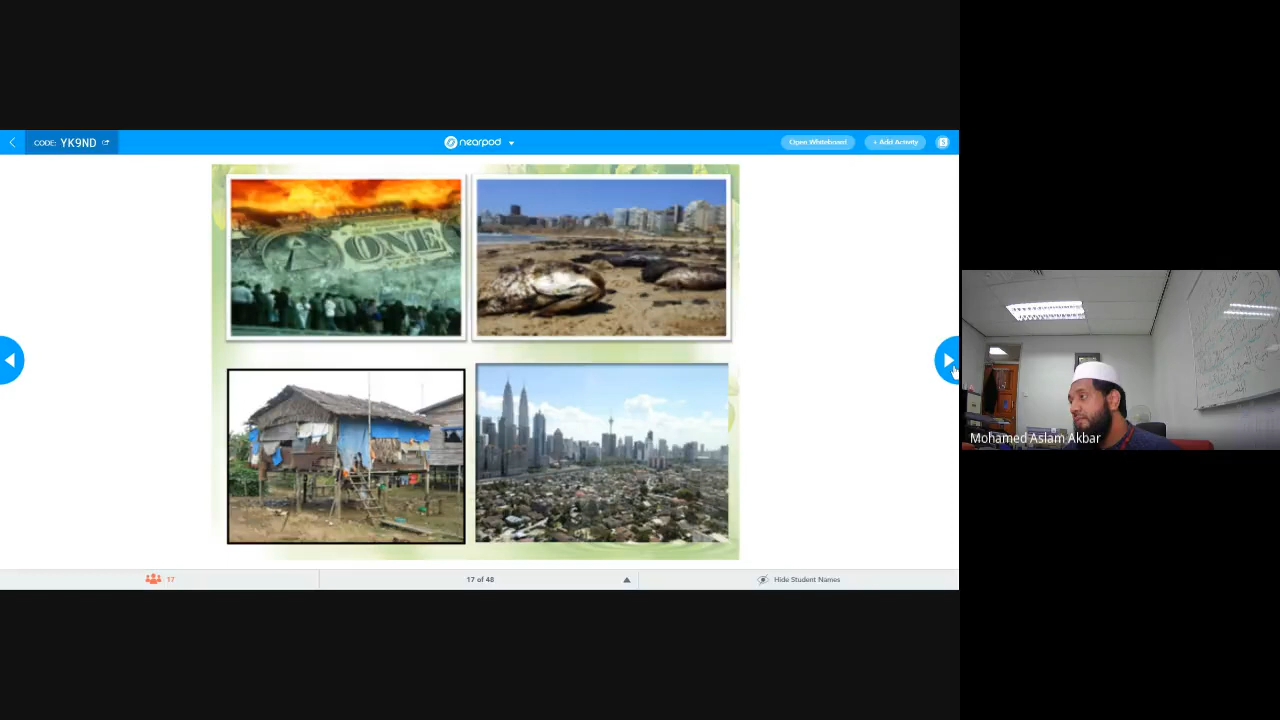 CODE: YK9ND
nearpod
Open Whiteboard
+ Add Activity
ONE
Mohamed Aslam Akbar
17
17 of 48
Hide Student Names